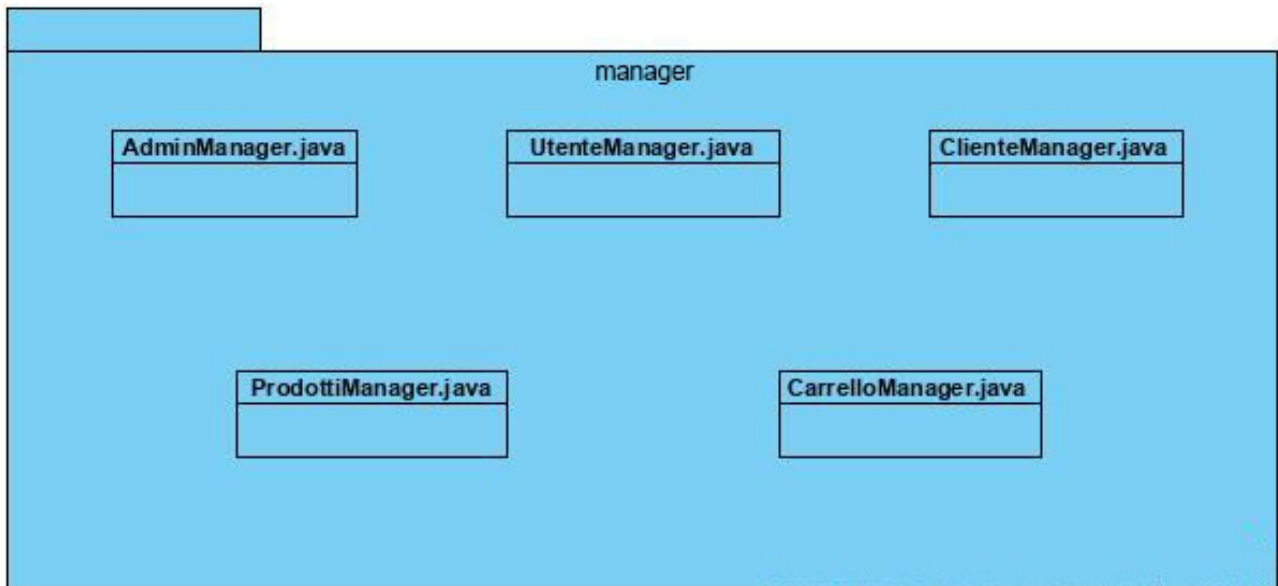 manager
AdminManager.java
UtenteManager.java
ClienteManager.java
ProdottiManager.java
CarrelloManager.java